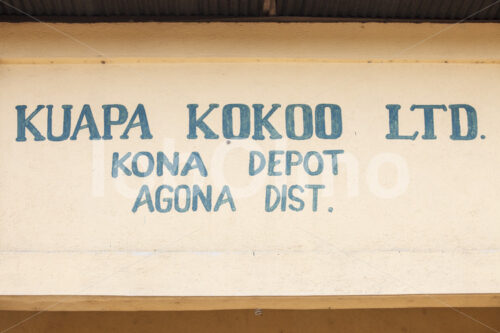 KUAPA KOKOO LTD.
KONA DEPOT
AGONA DIST.